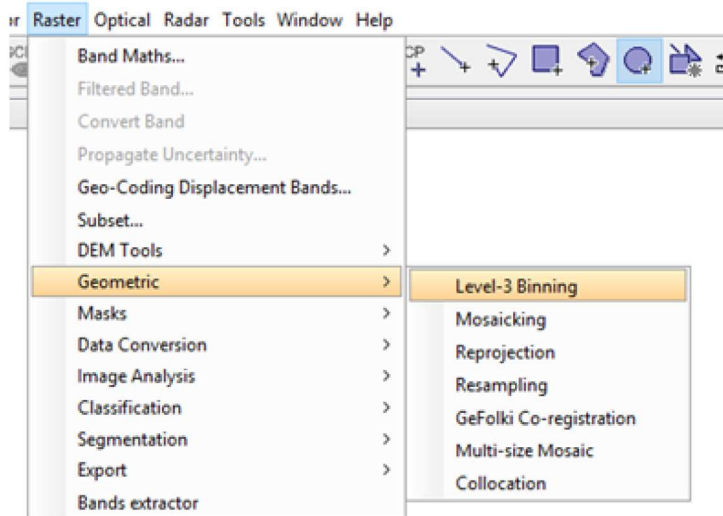 Raster Optical Radar Tools Window Help
Band Maths...
Filtered Band...
Convert Band
Propagate Uncertainty...
Geo-Coding Displacement Bands...
Subset...
DEM Tools
Geometric
Masks
Data Conversion
Image Analysis
Classification
Segmentation
Export
Bands extractor
Level-3 Binning
Mosaicking
Reprojection
Resampling
GeFolki Co-registration
Multi-size Mosaic
Collocation